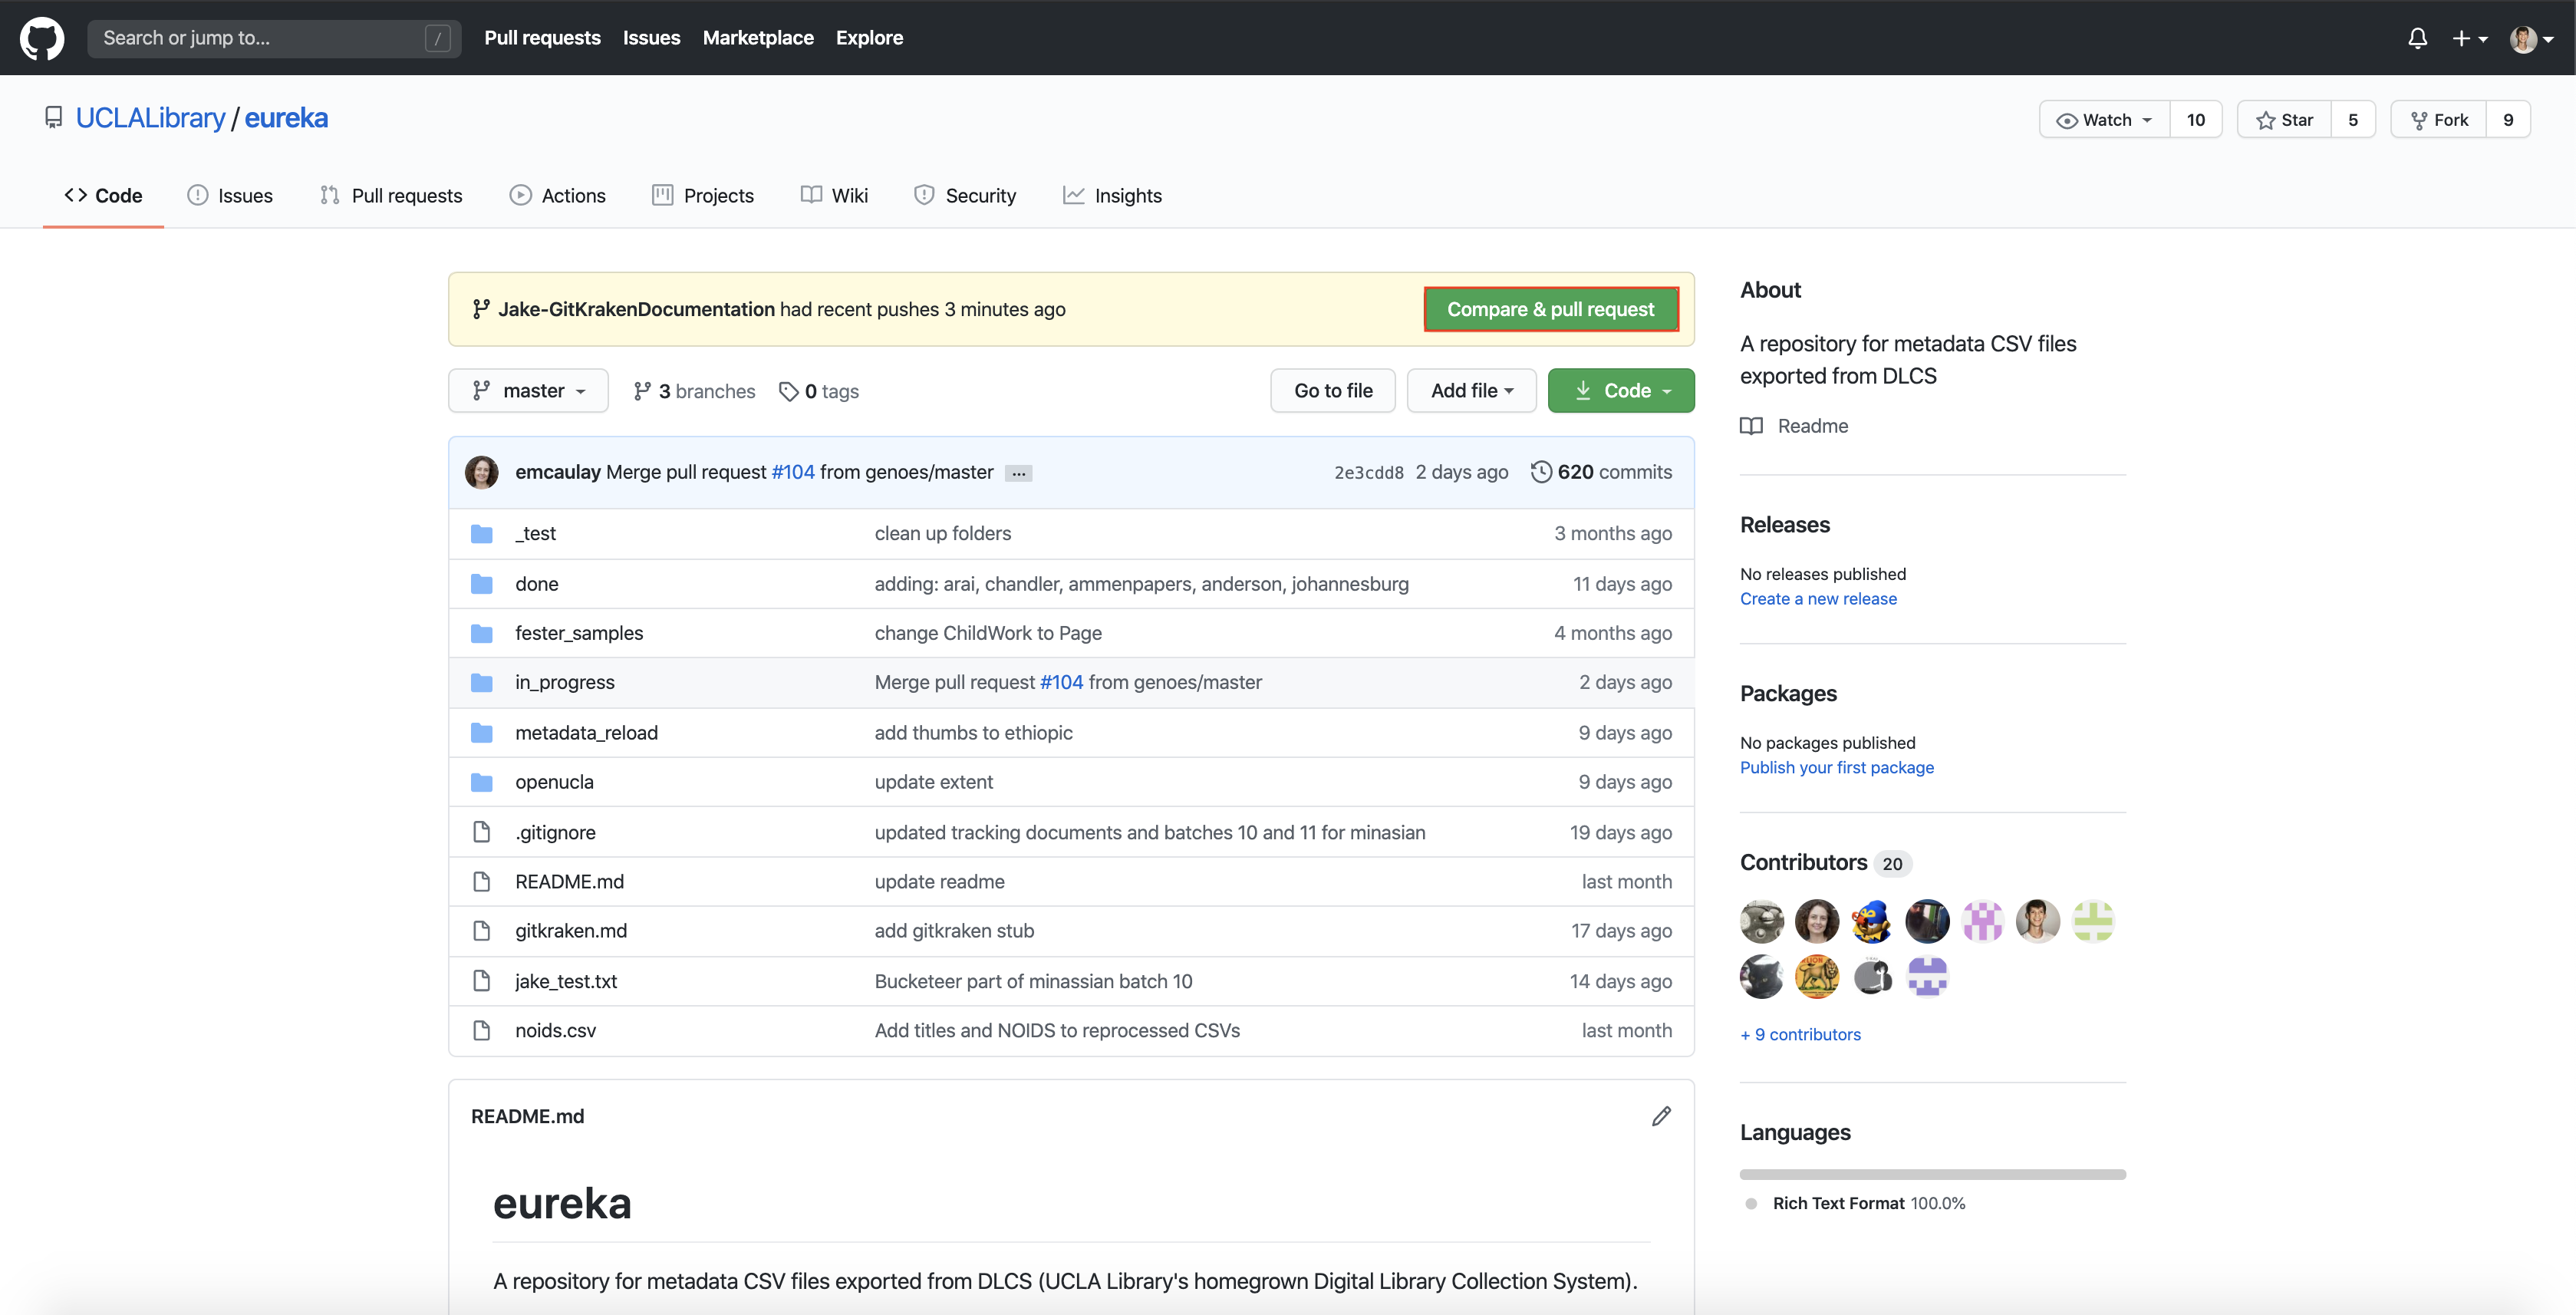 Search or jump to... / Pull requests Issues Marketplace Explore
UCLALibrary / eureka Watch 10 Star 5 Fork 9
Code Issues Pull requests Actions Projects Wiki Security Insights
Jake-GitKrakenDocumentation had recent pushes 3 minutes ago Compare & pull request
master 3 branches 0 tags Go to file Add file Code
emcaulay Merge pull request #104 from genoes/master ... 2e3cdd8 2 days ago 620 commits
_test clean up folders 3 months ago
done adding: arai, chandler, ammenpapers, anderson, johannesburg 11 days ago
fester_samples change ChildWork to Page 4 months ago
in_progress Merge pull request #104 from genoes/master 2 days ago
metadata_reload add thumbs to ethiopic 9 days ago
openucla update extent 9 days ago
.gitignore updated tracking documents and batches 10 and 11 for minasian 19 days ago
README.md update readme last month
gitkraken.md add gitkraken stub 17 days ago
jake_test.txt Bucketeer part of minassian batch 10 14 days ago
noids.csv Add titles and NOIDS to reprocessed CSVs last month
README.md
eureka
A repository for metadata CSV files exported from DLCS (UCLA Library's homegrown Digital Library Collection System).
About
A repository for metadata CSV files
exported from DLCS
Readme
Releases
No releases published
Create a new release
Packages
No packages published
Publish your first package
Contributors 20
+ 9 contributors
Languages
Rich Text Format 100.0%